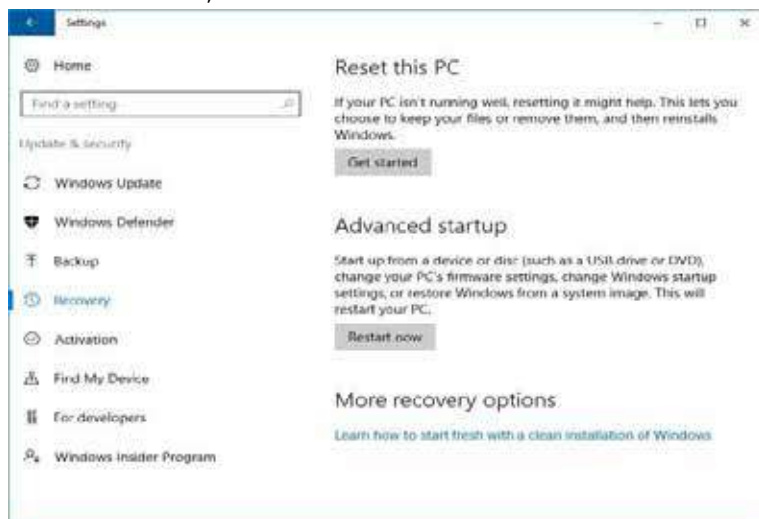 Settings
Home
Find a setting
Update & security
Windows Update
Windows Defender
Backup
Recovery
Activation
Find My Device
For developers
Windows Insider Program
Reset this PC
If your PC isn't running well, resetting it might help. This lets you
choose to keep your files or remove them, and then reinstalls
Windows.
Get started
Advanced startup
Start up from a device or disc (such as a USB drive or DVD),
change your PC's firmware settings, change Windows startup
settings, or restore Windows from a system image. This will
restart your PC.
Restart now
More recovery options
Learn how to start fresh with a clean installation of Windows